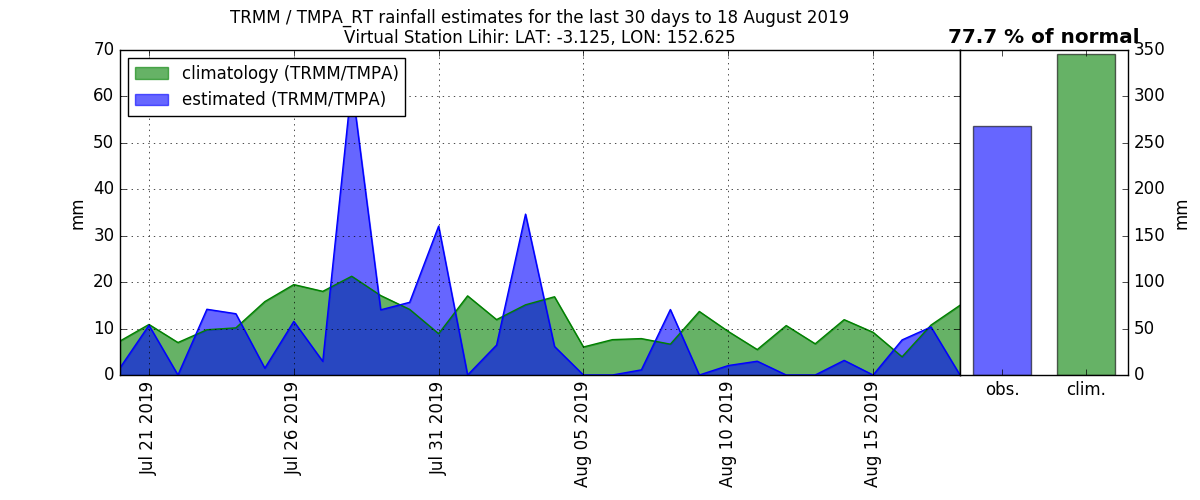 TRMM / TMPA_RT rainfall estimates for the last 30 days to 18 August 2019
Virtual Station Lihir: LAT: -3.125, LON: 152.625
77.7 % of normal
climatology (TRMM/TMPA)
estimated (TRMM/TMPA)
70
60
50
40
30
20
10
0
mm
350
300
250
200
150
100
50
0
mm
Jul 21 2019
Jul 26 2019
Jul 31 2019
Aug 05 2019
Aug 10 2019
Aug 15 2019
obs.
clim.